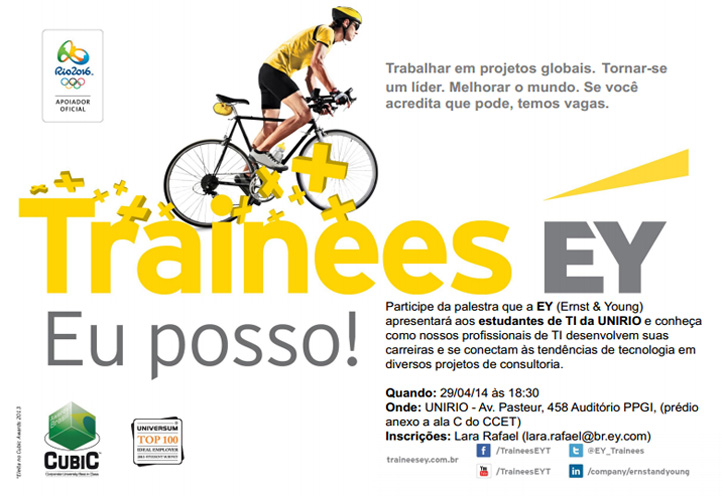 Rio2016
APOIADOR
OFICIAL
Trabalhar em projetos globais. Tornar-se
um líder. Melhorar o mundo. Se você
acredita que pode, temos vagas.
Trainees EY
Eu posso!
Participe da palestra que a EY (Ernst & Young)
apresentará aos estudantes de TI da UNIRIO e conheça
como nossos profissionais de TI desenvolvem suas
carreiras e se conectam às tendências de tecnologia em
diversos projetos de consultoria.
Quando: 29/04/14 às 18:30
Onde: UNIRIO - Av. Pasteur, 458 Auditório PPGI, (prédio
anexo a ala C do CCET)
Inscrições: Lara Rafael (lara.rafael@br.ey.com)
traineesey.com.br
f /TraineesEYT
@EY_Trainees
You Tube /TraineesEYT
in /company/ernstandyoung
CUBIC
UNIVERSUM
TOP 100
IDEAL EMPLOYER